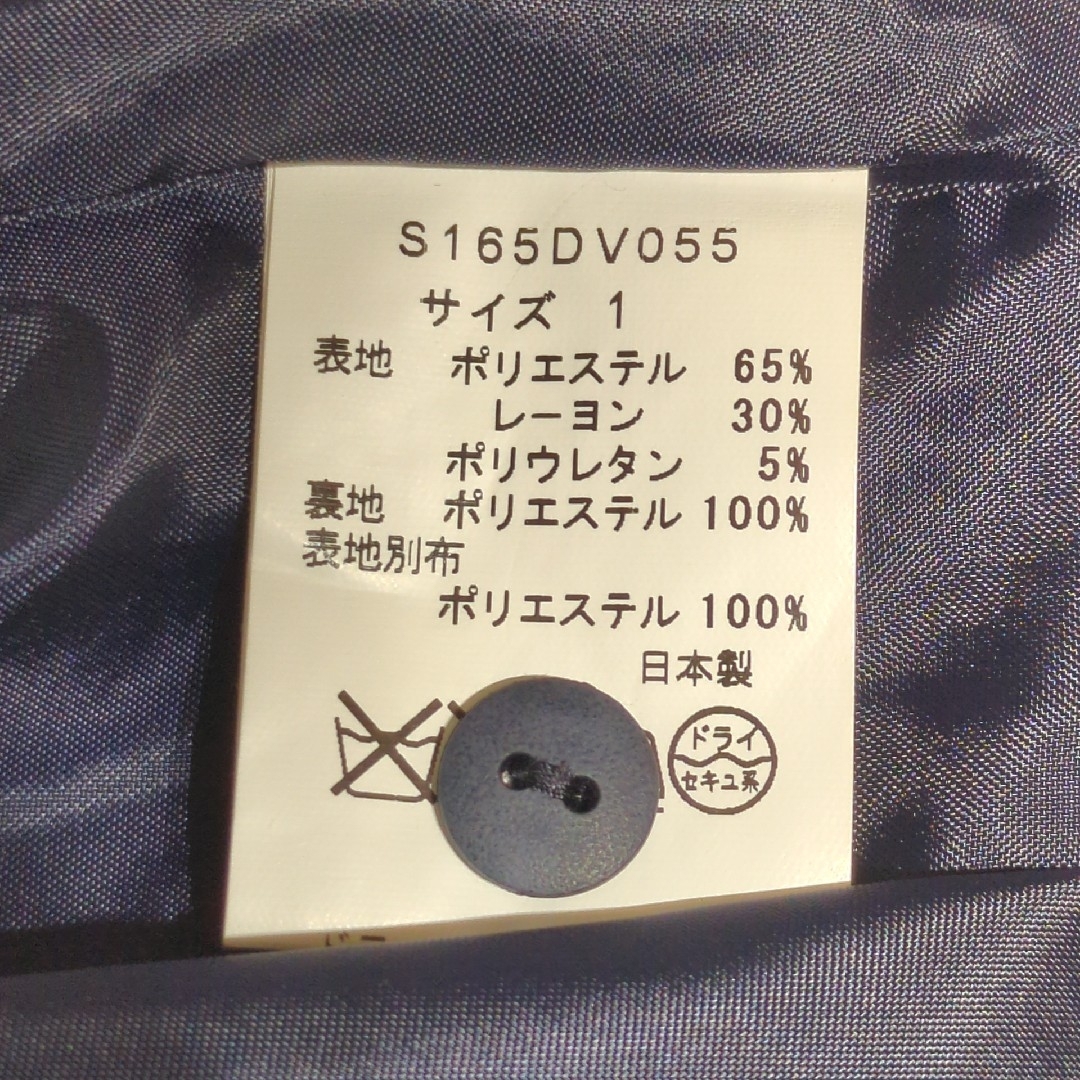 S165DV055
サイズ 1
表地 ポリエステル 65%
レーヨン 30%
ポリウレタン 5%
裏地 ポリエステル 100%
表地別布
ポリエステル 100%
日本製
ドライ
セキユ系